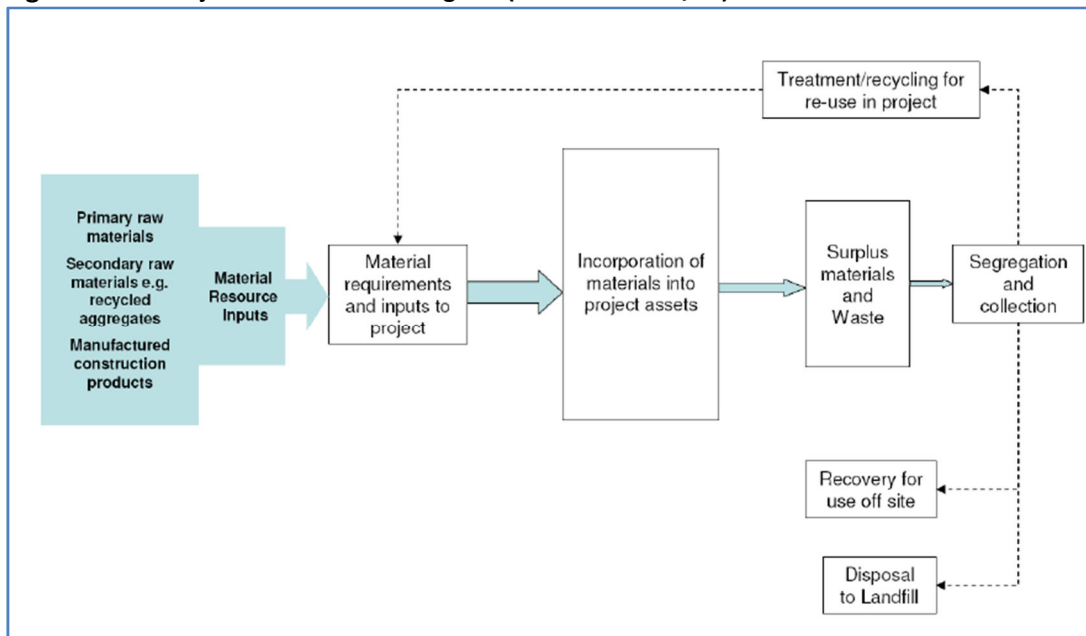 Treatment/recycling for
re-use in project
Primary raw
materials
Secondary raw
materials e.g.
recycled
aggregates
Manufactured
construction
products
Material
Resource
Inputs
Material
requirements
and inputs to
project
Incorporation of
materials into
project assets
Surplus
materials
and
Waste
Segregation
and
collection
Recovery for
use off site
Disposal
to Landfill